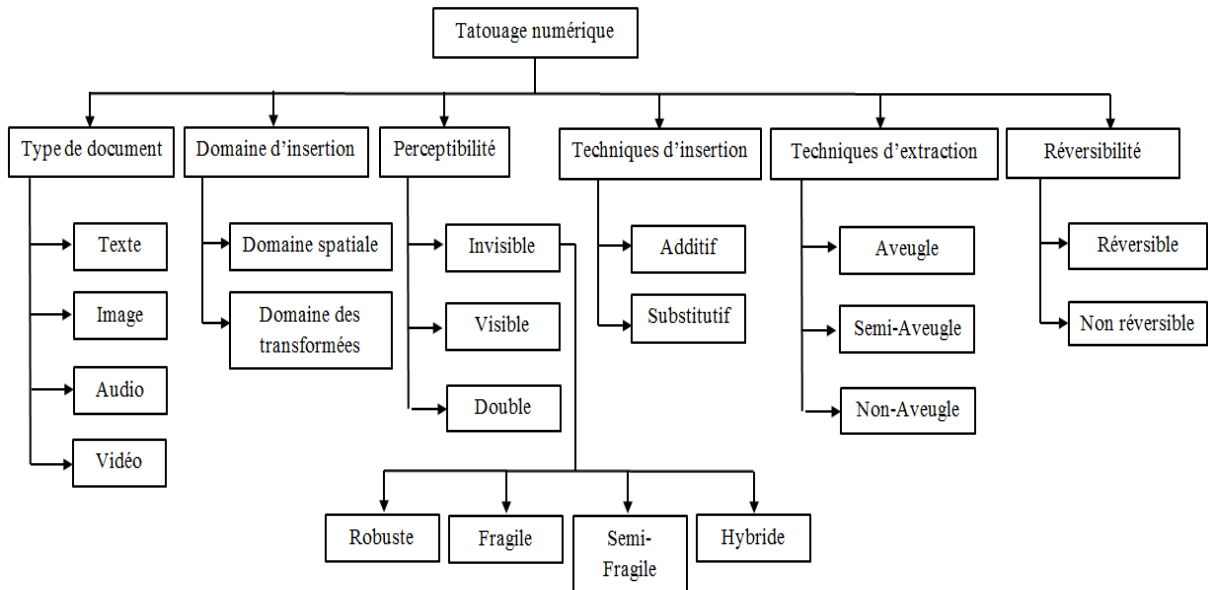 Tatouage numérique
Type de document
Domaine d'insertion
Perceptibilité
Techniques d'insertion
Techniques d'extraction
Réversibilité
Texte
Image
Audio
Vidéo
Domaine spatiale
Domaine des
transformées
Invisible
Visible
Double
Additif
Substitutif
Aveugle
Semi-Aveugle
Non-Aveugle
Réversible
Non réversible
Robuste
Fragile
Semi-
Fragile
Hybride